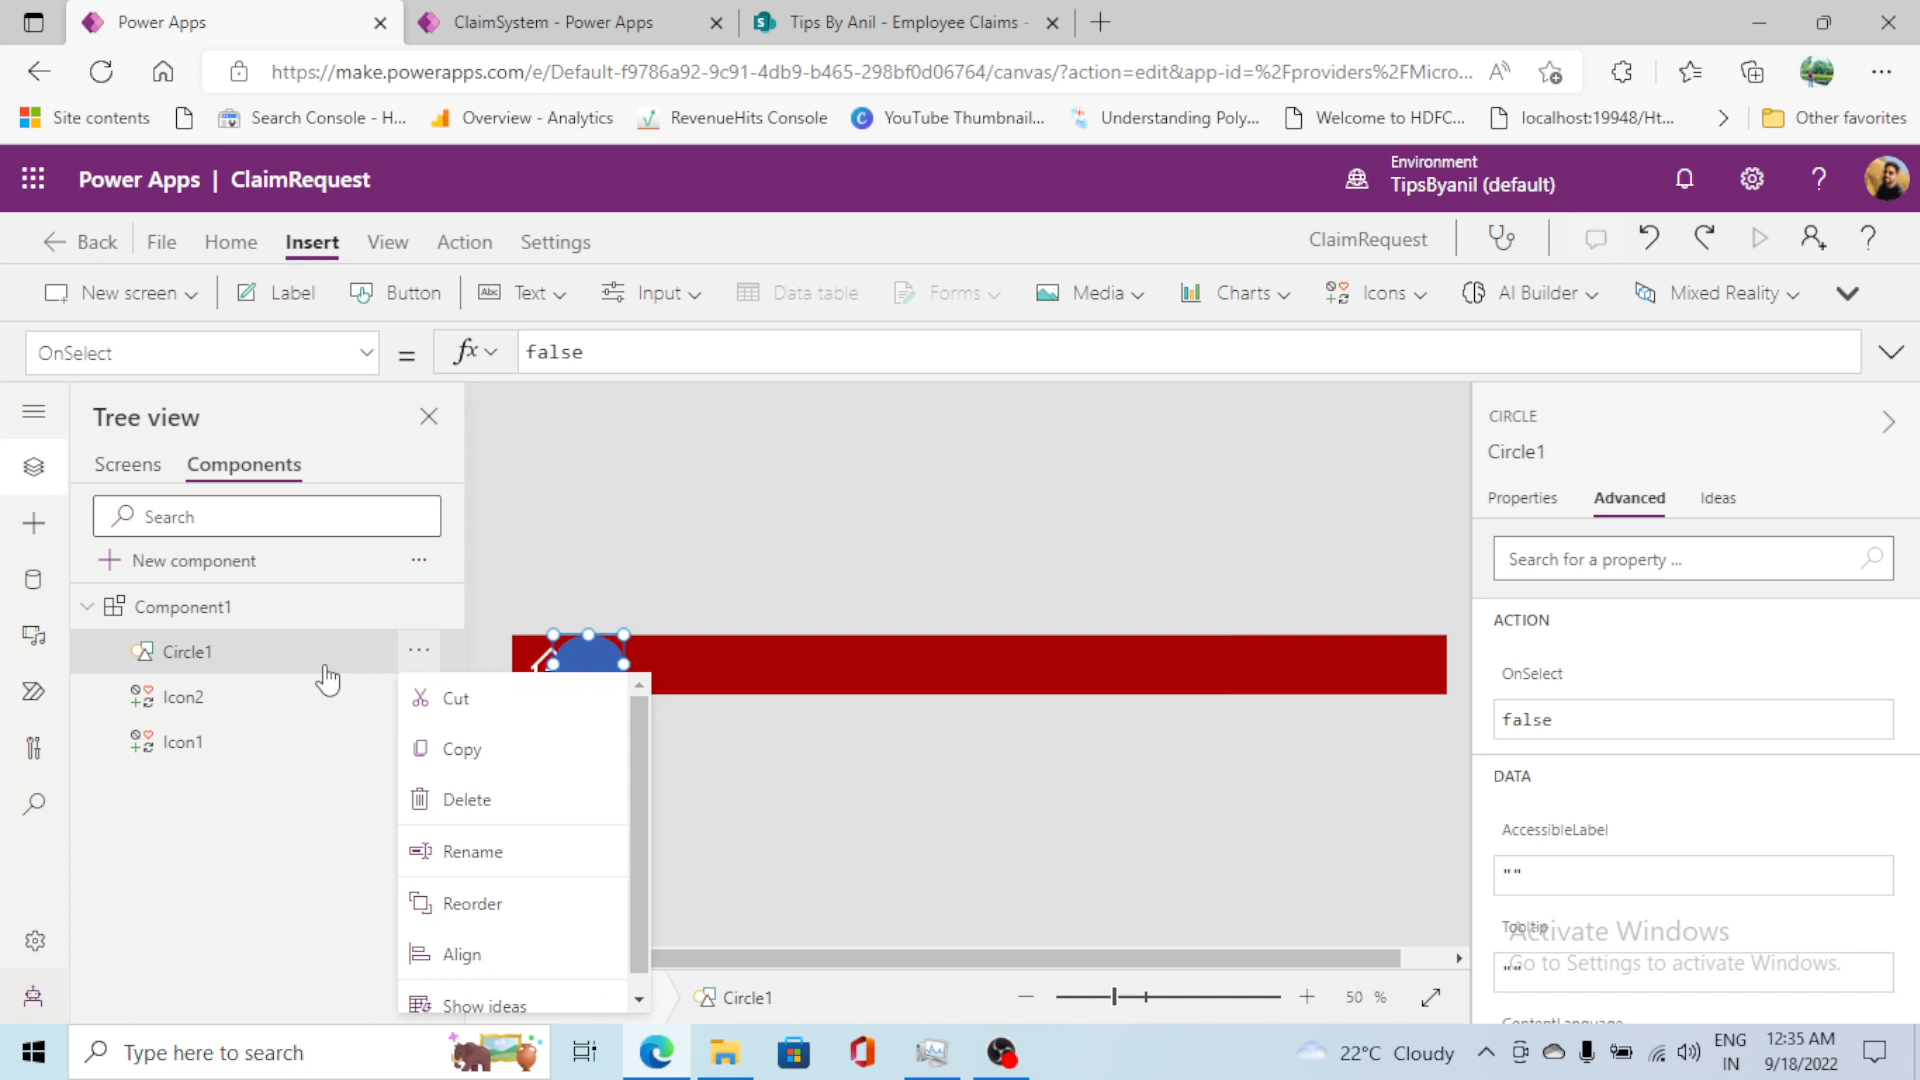 Power Apps
ClaimSystem - Power Apps
Tips By Anil - Employee Claims -
https://make.powerapps.com/e/Default-f9786a92-9c91-4db9-b465-298bf0d06764/canvas/?action=edit&app-id=%2Fproviders%2FMicro...
Site contents
Search Console - H...
Overview - Analytics
RevenueHits Console
YouTube Thumbnail...
Understanding Poly...
Welcome to HDFC...
localhost:19948/Ht...
Other favorites
Power Apps | ClaimRequest
Environment
TipsByanil (default)
Back File Home Insert View Action Settings
ClaimRequest
New screen Label Button Text Input Data table Forms Media Charts Icons AI Builder Mixed Reality
OnSelect = fx false
Tree view
Screens Components
Search
New component
Component1
Circle1
Icon2
Icon1
Cut
Copy
Delete
Rename
Reorder
Align
Show ideas
CIRCLE
Circle1
Properties Advanced Ideas
Search for a property ...
ACTION
OnSelect
false
DATA
AccessibleLabel
""
Tooltip
""
Activate Windows
Go to Settings to activate Windows.
ContentLanguage
Circle1
50 %
Type here to search
22°C Cloudy
ENG
IN
12:35 AM
9/18/2022